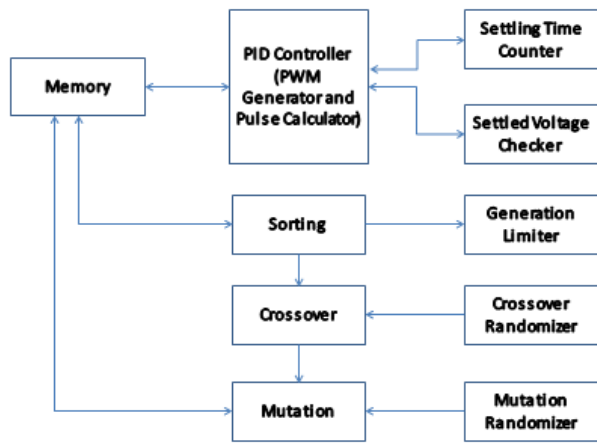 Memory
PID Controller
(PWM
Generator and
Pulse Calculator)
Settling Time
Counter
Settled Voltage
Checker
Sorting
Generation
Limiter
Crossover
Crossover
Randomizer
Mutation
Mutation
Randomizer